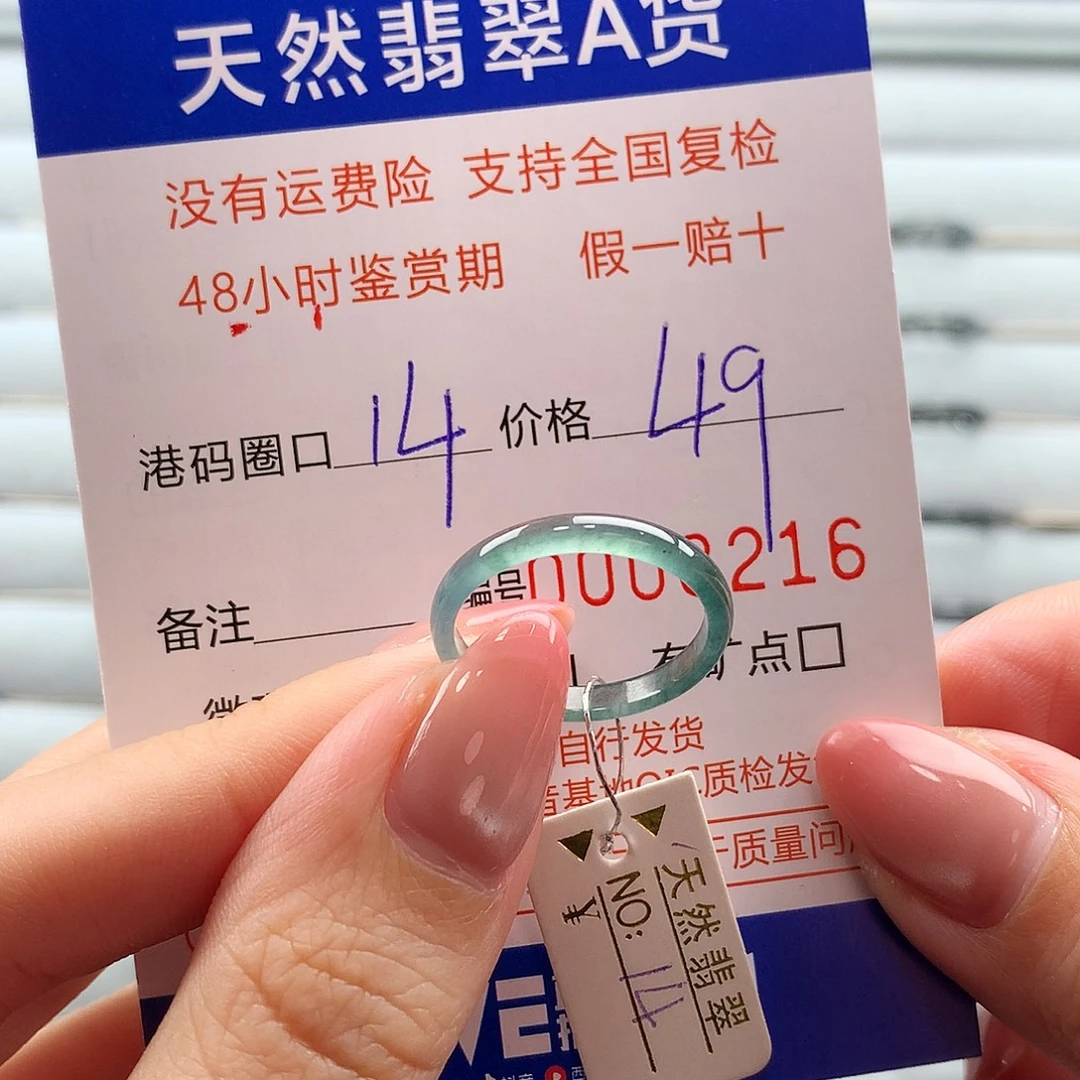 天然翡翠A货
没有运费险 支持全国复检
48小时鉴赏期 假一赔十
港码圈口 14 价格 49
备注 编号 216
有矿点□
自行发货
质检发
质量问
天然翡翠
NO: 14
¥